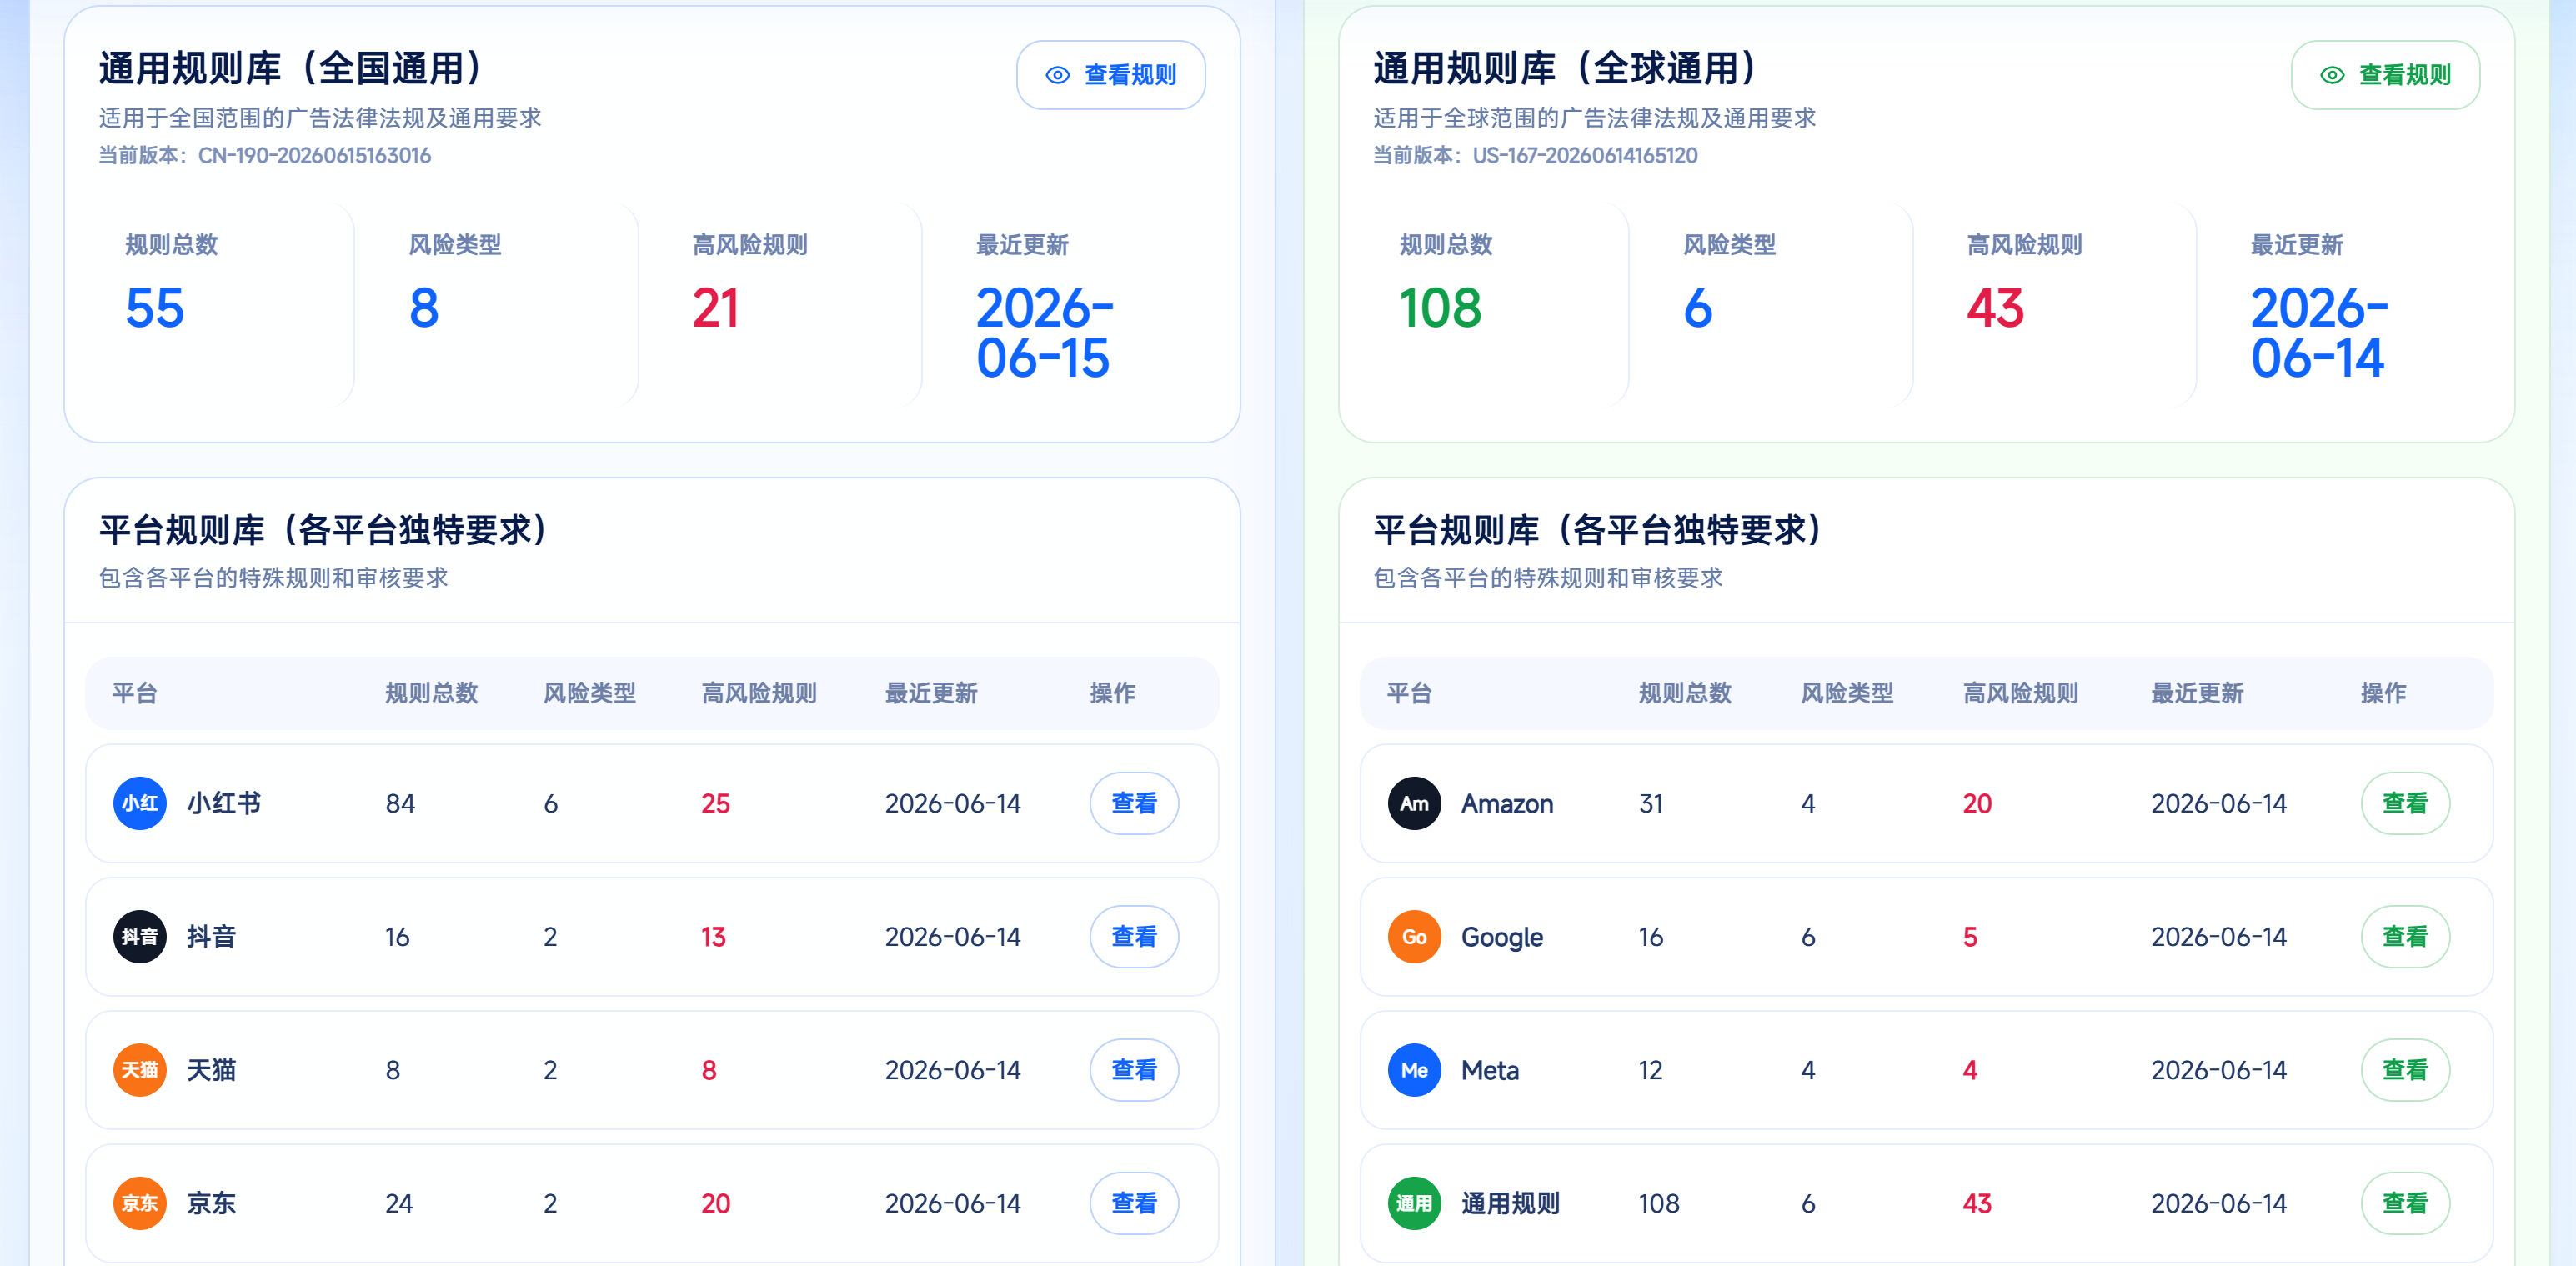 通用规则库（全国通用）
查看规则
适用于全国范围的广告法律法规及通用要求
当前版本：CN-190-20260615163016
规则总数 风险类型 高风险规则 最近更新
55 8 21 2026-
06-15
平台规则库（各平台独特要求）
包含各平台的特殊规则和审核要求
平台 规则总数 风险类型 高风险规则 最近更新 操作
小红 小红书 84 6 25 2026-06-14 查看
抖音 抖音 16 2 13 2026-06-14 查看
天猫 天猫 8 2 8 2026-06-14 查看
京东 京东 24 2 20 2026-06-14 查看
通用规则库（全球通用）
查看规则
适用于全球范围的广告法律法规及通用要求
当前版本：US-167-20260614165120
规则总数 风险类型 高风险规则 最近更新
108 6 43 2026-
06-14
平台规则库（各平台独特要求）
包含各平台的特殊规则和审核要求
平台 规则总数 风险类型 高风险规则 最近更新 操作
Am Amazon 31 4 20 2026-06-14 查看
Go Google 16 6 5 2026-06-14 查看
Me Meta 12 4 4 2026-06-14 查看
通用 通用规则 108 6 43 2026-06-14 查看